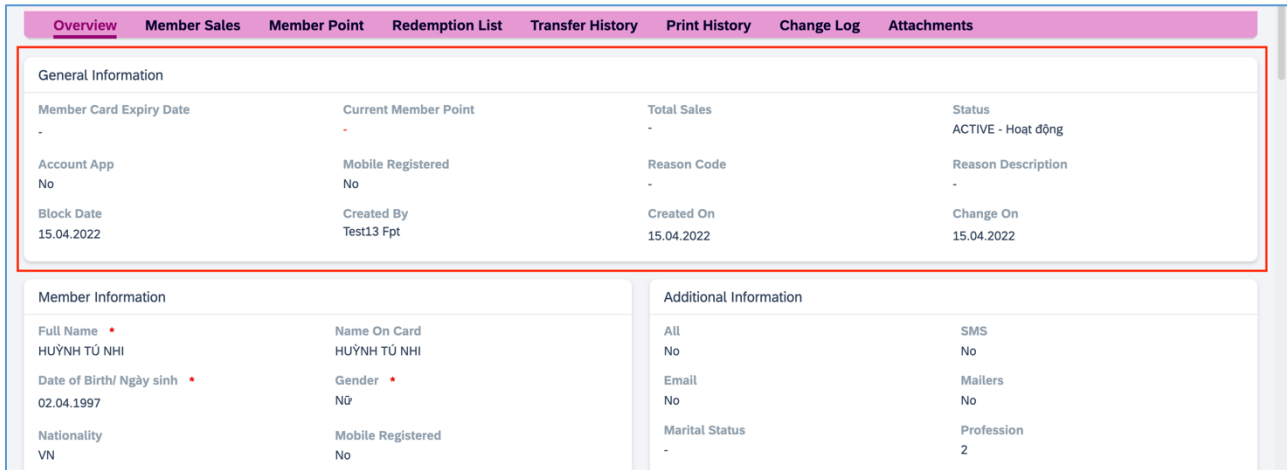 Overview Member Sales Member Point Redemption List Transfer History Print History Change Log Attachments
General Information
Member Card Expiry Date Current Member Point Total Sales Status
- - - ACTIVE - Hoạt động
Account App Mobile Registered Reason Code Reason Description
No No - -
Block Date Created By Created On Change On
15.04.2022 Test13 Fpt 15.04.2022 15.04.2022
Member Information
Full Name * Name On Card
HUỲNH TÚ NHI HUỲNH TÚ NHI
Date of Birth/ Ngày sinh * Gender *
02.04.1997 Nữ
Nationality Mobile Registered
VN No
Additional Information
All SMS
No No
Email Mailers
No No
Marital Status Profession
- 2